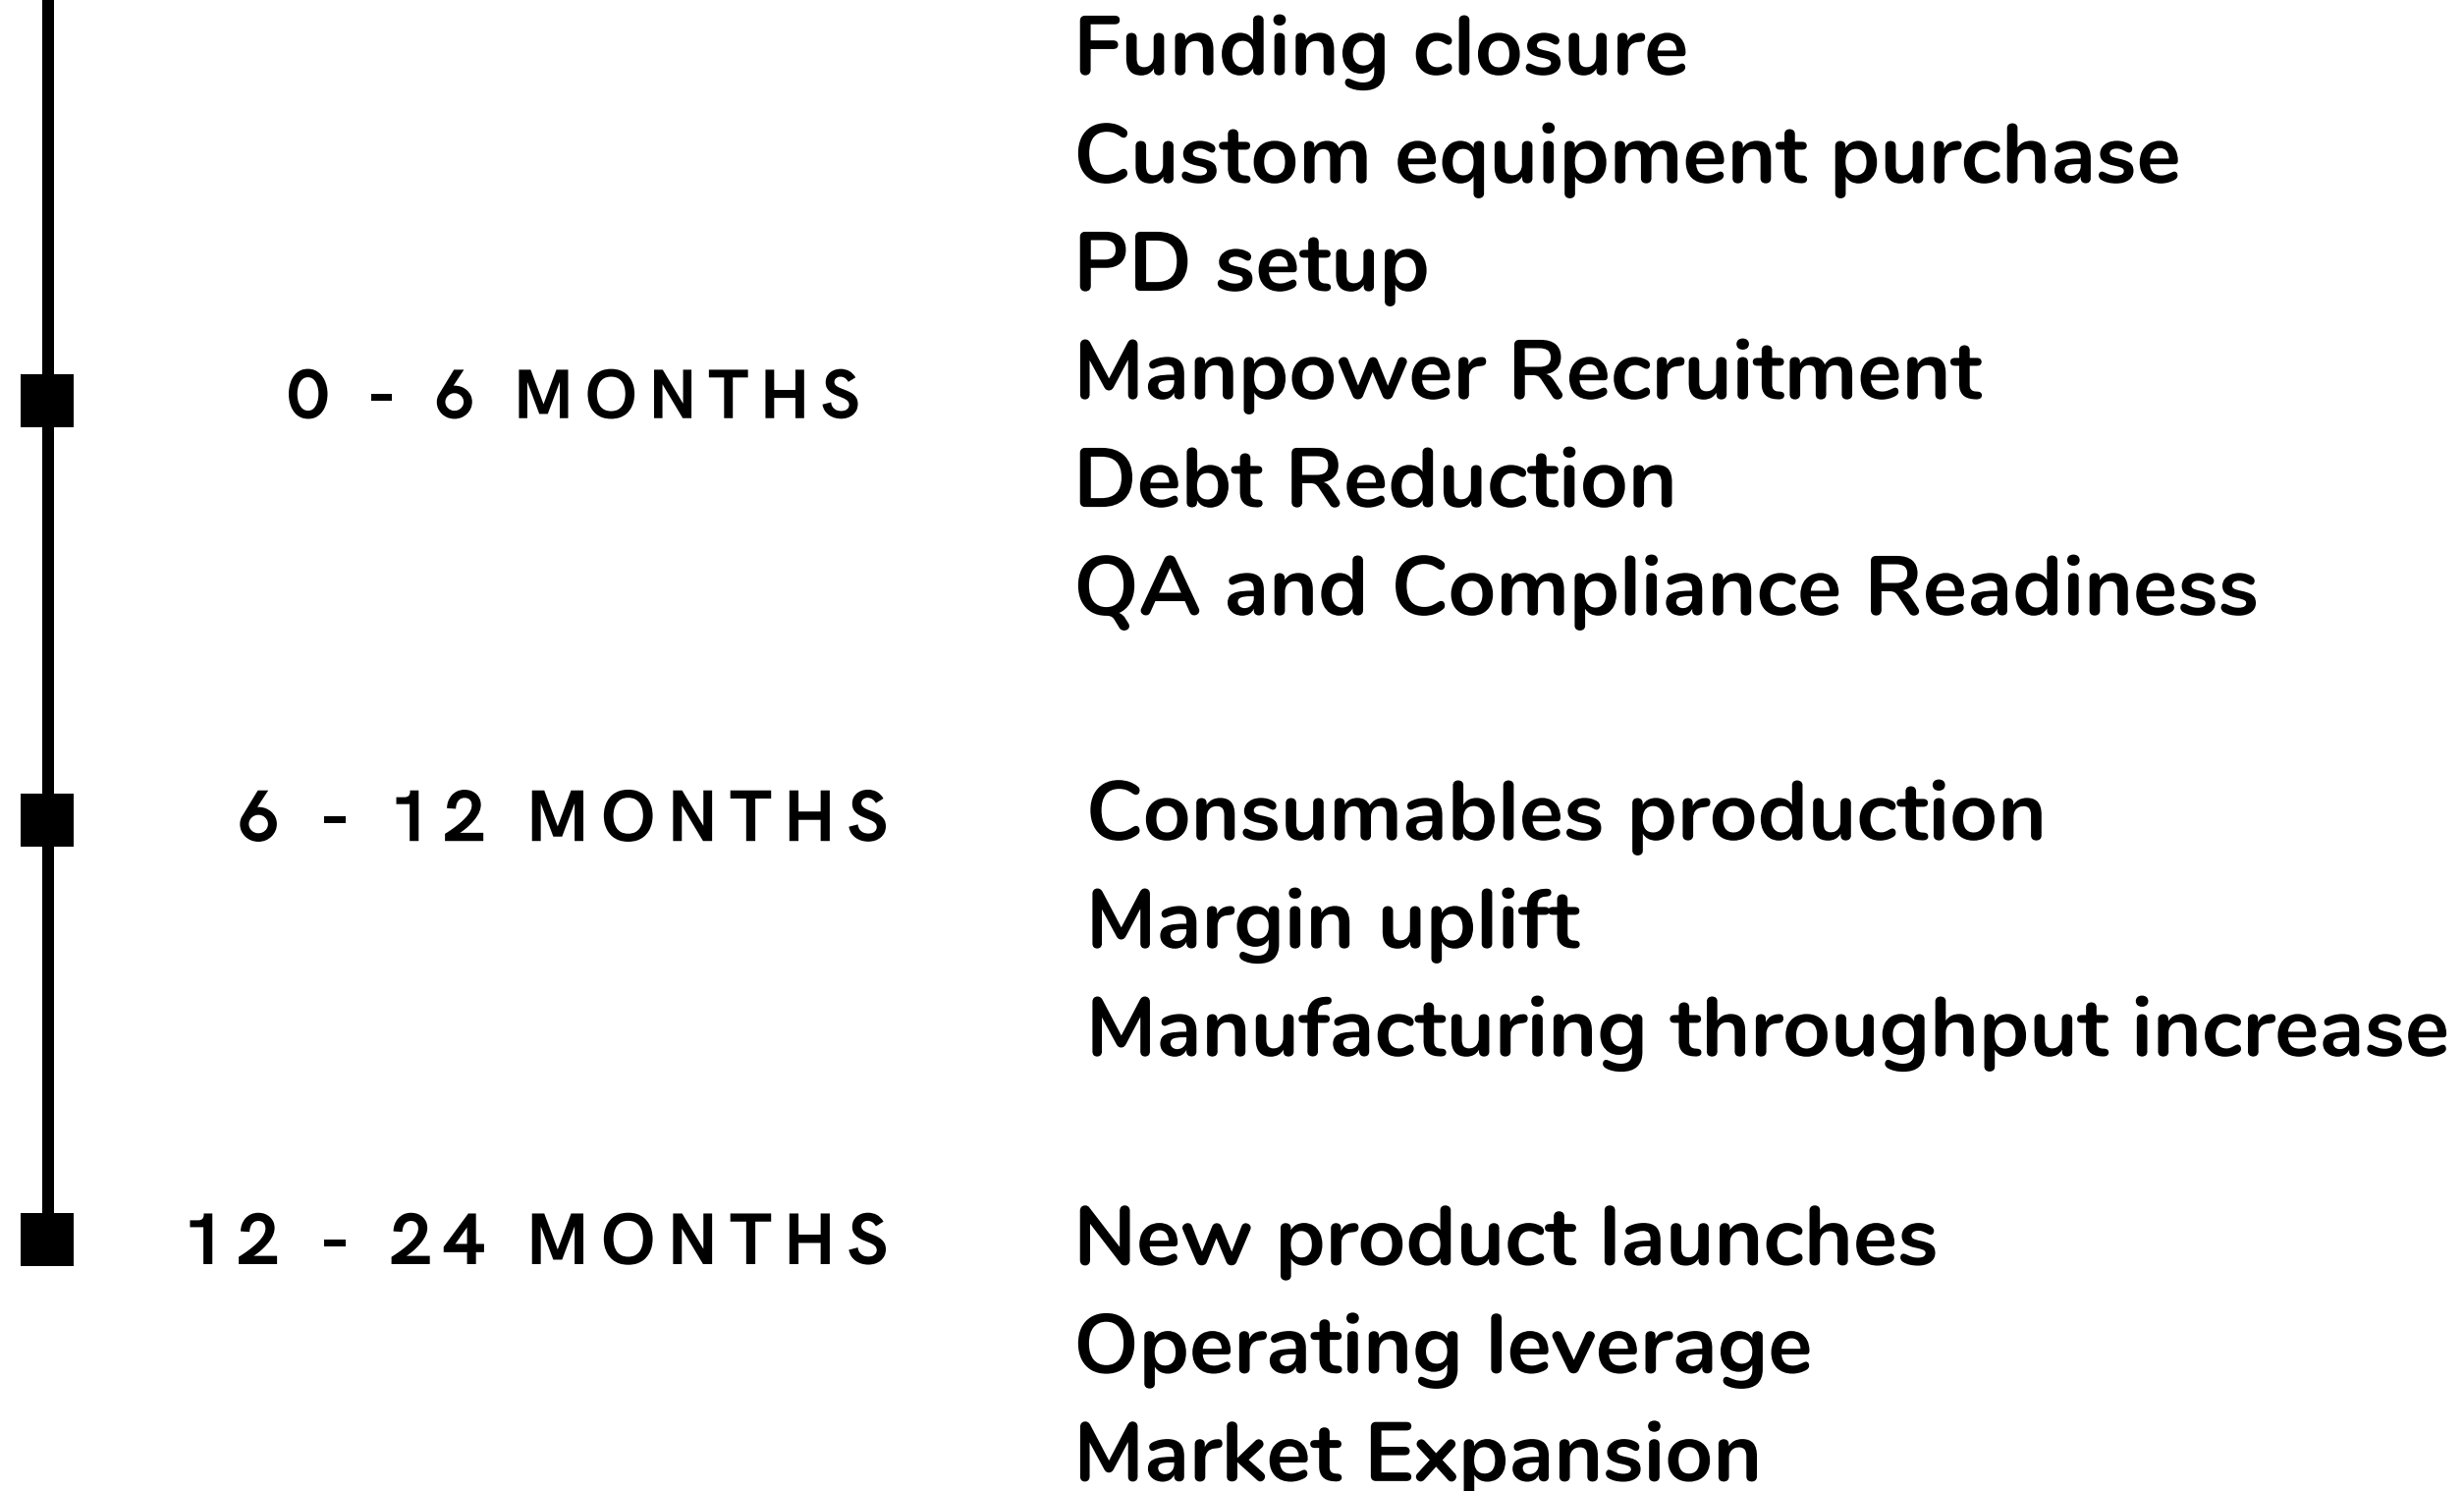 Funding closure
Custom equipment purchase
PD setup
0 - 6 MONTHS
Manpower Recruitment
Debt Reduction
QA and Compliance Readiness
6 - 12 MONTHS
Consumables production
Margin uplift
Manufacturing throughput increase
12 - 24 MONTHS
New product launches
Operating leverage
Market Expansion